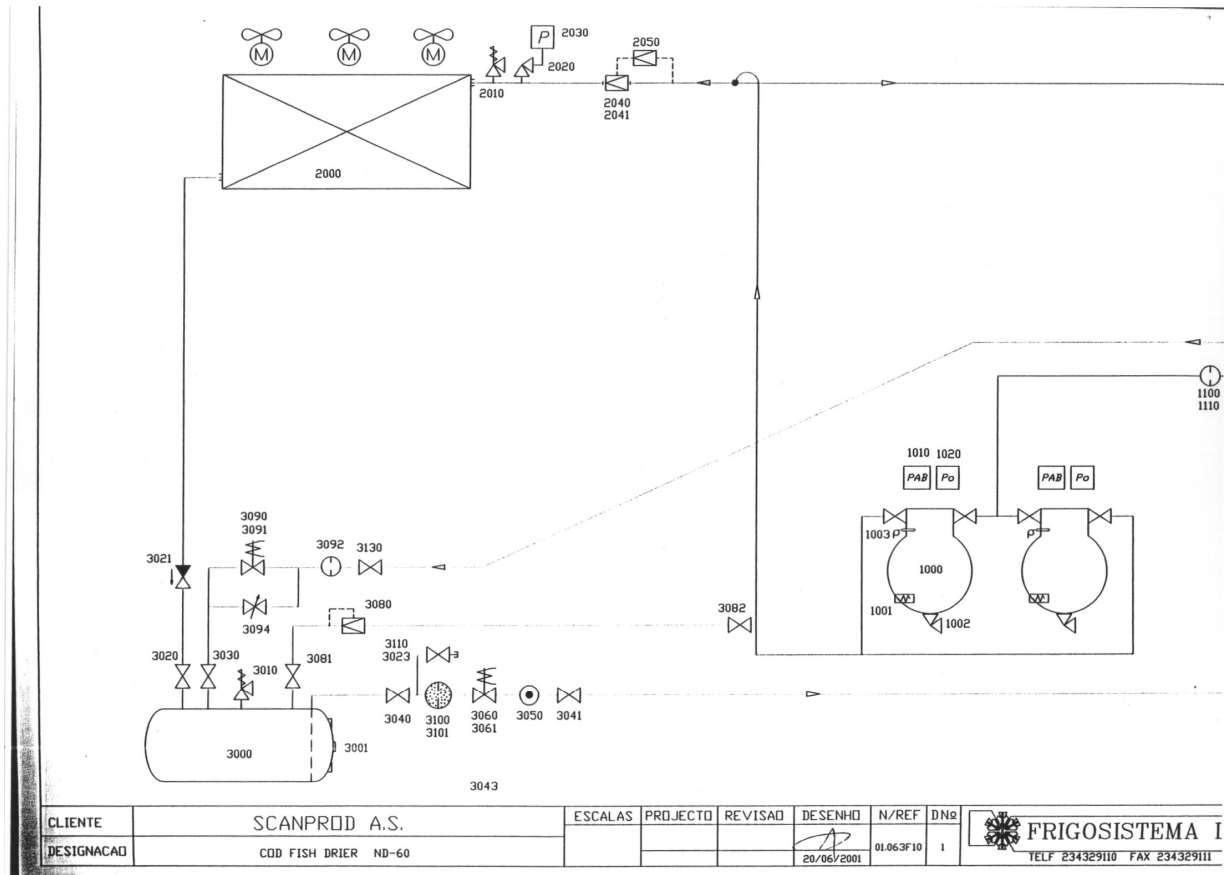 M M M
P 2030
2050
2020
2010
2040
2041
2000
1100
1110
1010 1020
PAB Po PAB Po
3090
3091
3092 3130
1003
3021
1000
3080
1001
3094
3082
1002
3110
3023
3020 3030 3010 3081
3040 3100 3060 3050 3041
3101 3061
3000 3001
3043
CLIENTE SCANPROD A.S. ESCALAS PROJECTO REVISAO DESENHO N/REF DNº
DESIGNACAO COD FISH DRIER ND-60 20/06/2001 01.063F10 1
FRIGOSISTEMA
TELF 234329110 FAX 234329111